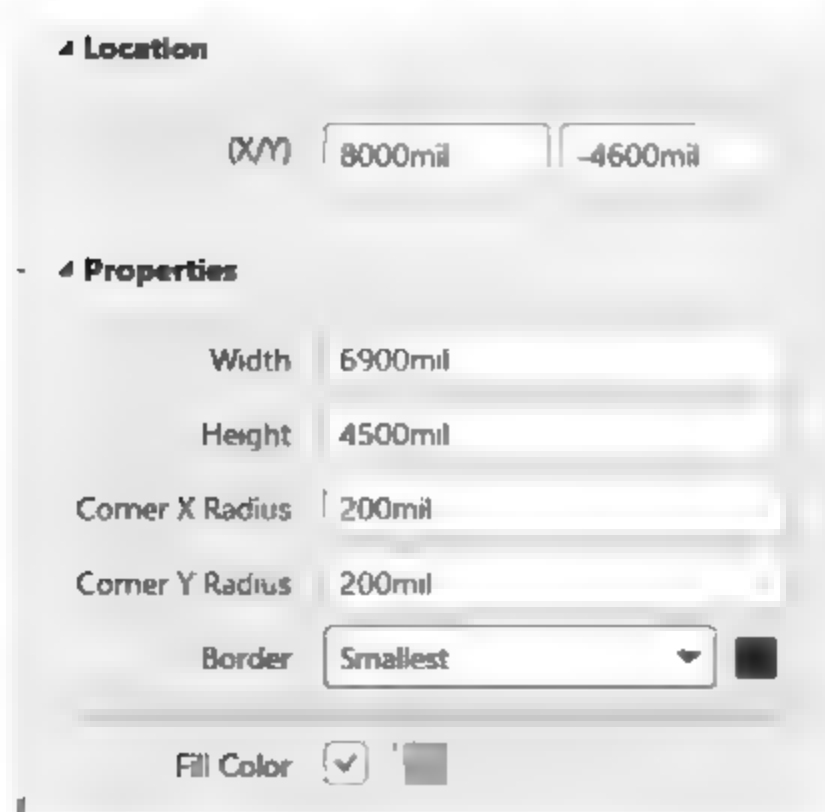 Location
(X/Y) 8000mil -4600mil
Properties
Width 6900mil
Height 4500mil
Corner X Radius 200mil
Corner Y Radius 200mil
Border Smallest
Fill Color